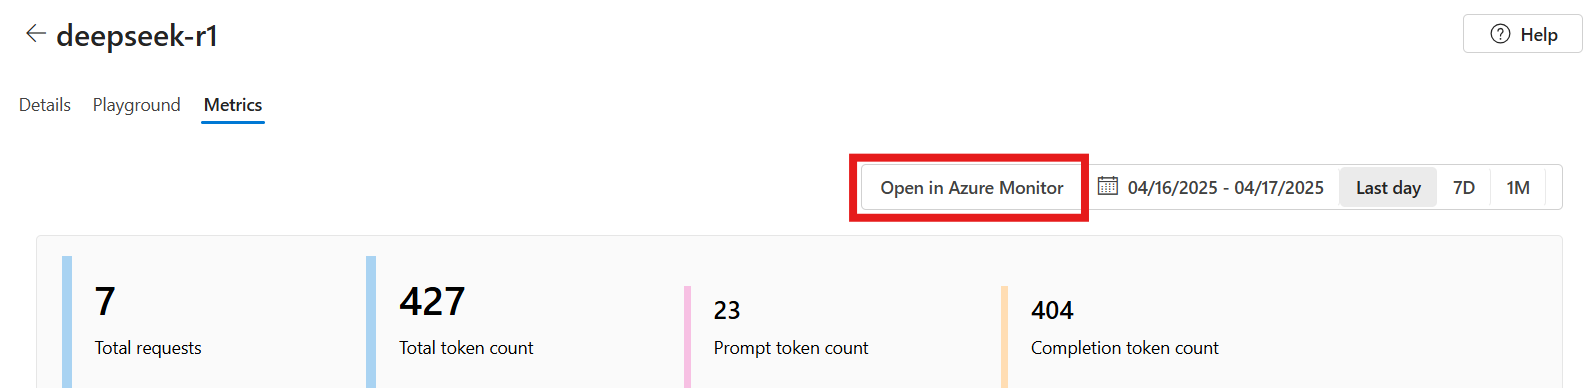 deepseek-r1
Help
Details Playground Metrics
Open in Azure Monitor 04/16/2025 - 04/17/2025 Last day 7D 1M
7 427 23 404
Total requests Total token count Prompt token count Completion token count